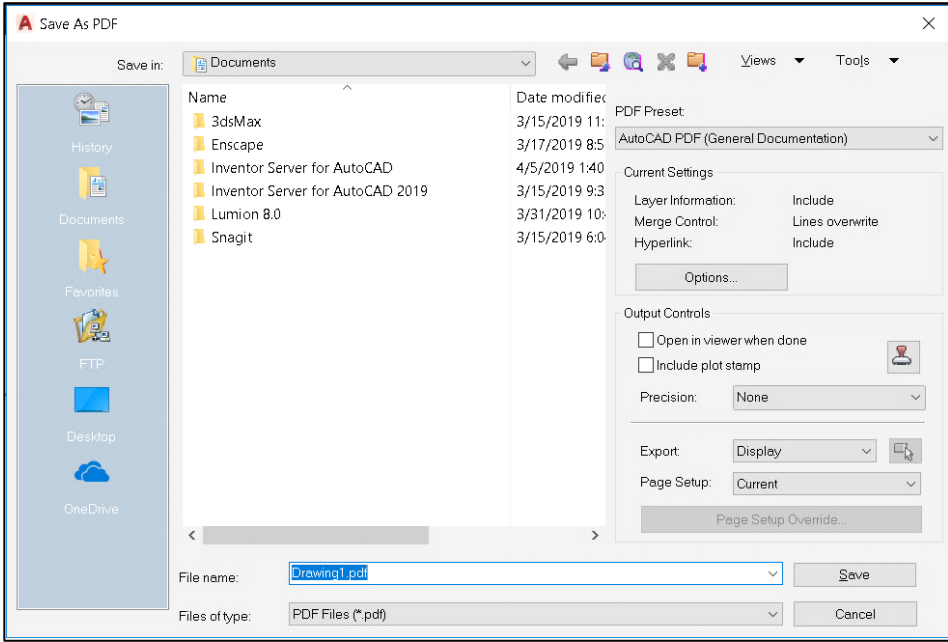 Save As PDF
Save in:
Documents
Views
Tools
History
Documents
Favorites
FTP
Desktop
OneDrive
Name
Date modified
3dsMax
3/15/2019 11:
Enscape
3/17/2019 8:5
Inventor Server for AutoCAD
4/5/2019 1:40
Inventor Server for AutoCAD 2019
3/15/2019 9:3
Lumion 8.0
3/31/2019 10:
Snagit
3/15/2019 6:0
PDF Preset:
AutoCAD PDF (General Documentation)
Current Settings
Layer Information: Include
Merge Control: Lines overwrite
Hyperlink: Include
Options...
Output Controls
Open in viewer when done
Include plot stamp
Precision: None
Export: Display
Page Setup: Current
Page Setup Override...
File name: Drawing1.pdf
Save
Files of type: PDF Files (*.pdf)
Cancel